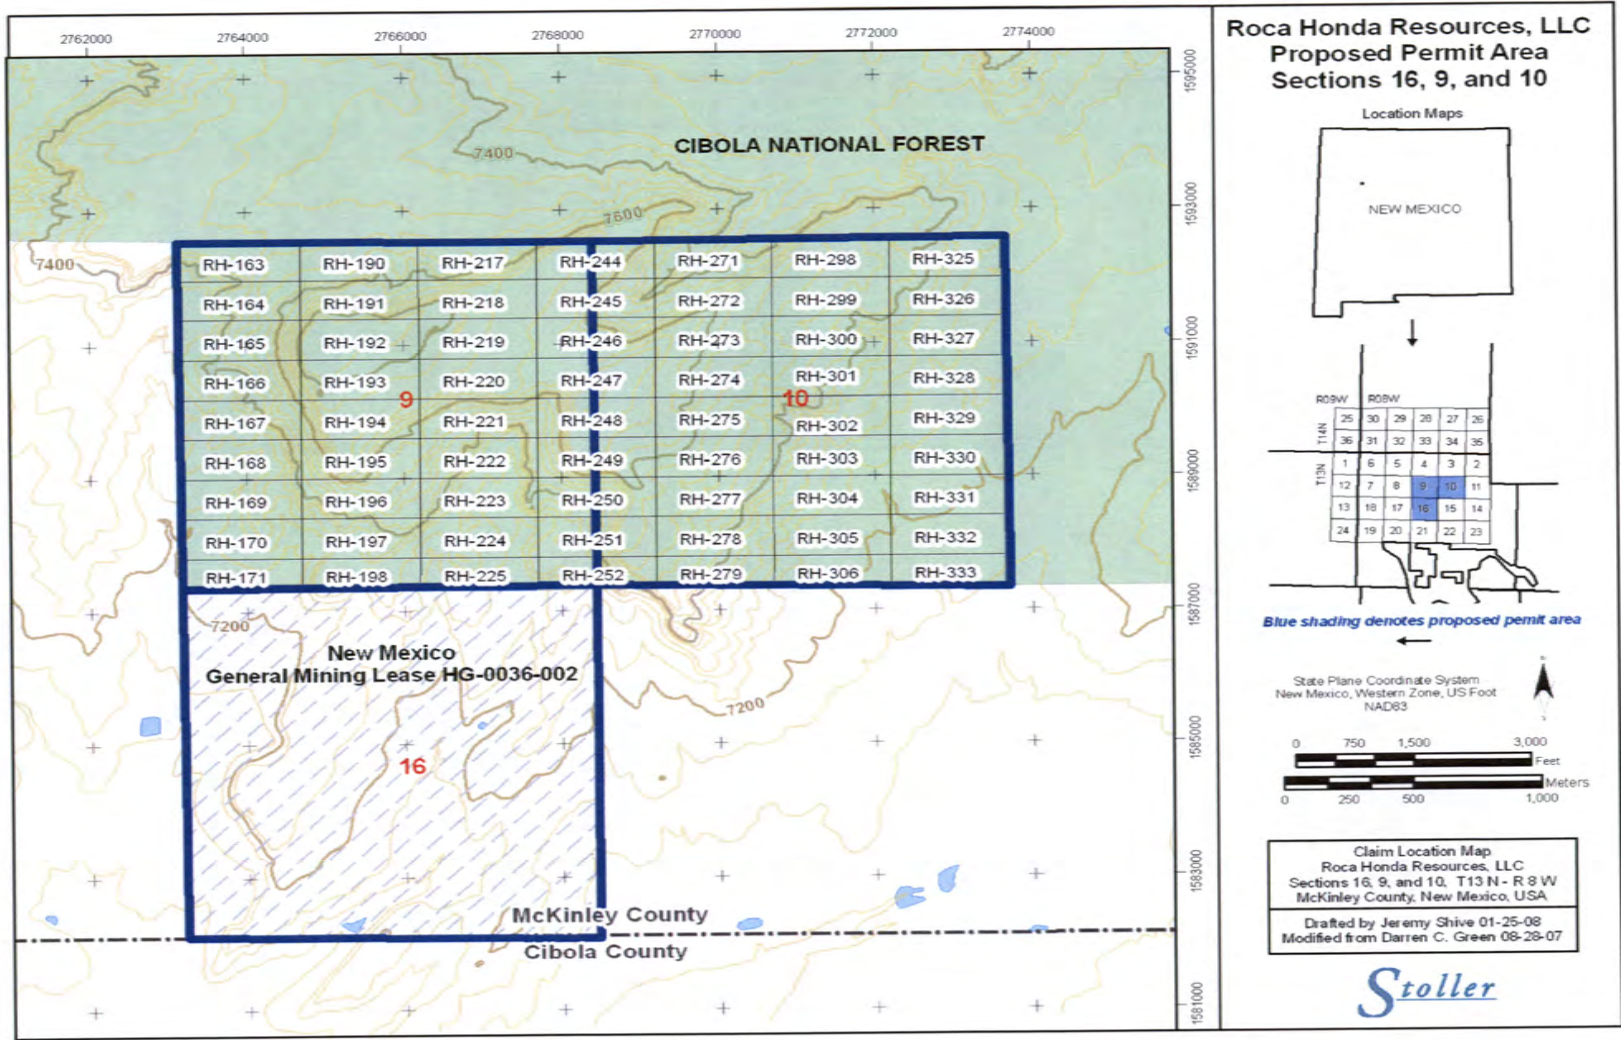 2762000 2764000 2766000 2768000 2770000 2772000 2774000
1595000
1593000
1591000
1589000
1587000
1585000
1583000
1581000
CIBOLA NATIONAL FOREST
7400
7600
7400
RH-163 RH-190 RH-217 RH-244 RH-271 RH-298 RH-325
RH-164 RH-191 RH-218 RH-245 RH-272 RH-299 RH-326
RH-165 RH-192 RH-219 RH-246 RH-273 RH-300 RH-327
RH-166 RH-193 RH-220 RH-247 RH-274 RH-301 RH-328
9 10
RH-167 RH-194 RH-221 RH-248 RH-275 RH-302 RH-329
RH-168 RH-195 RH-222 RH-249 RH-276 RH-303 RH-330
RH-169 RH-196 RH-223 RH-250 RH-277 RH-304 RH-331
RH-170 RH-197 RH-224 RH-251 RH-278 RH-305 RH-332
RH-171 RH-198 RH-225 RH-252 RH-279 RH-306 RH-333
7200
New Mexico
General Mining Lease HG-0036-002
7200
16
McKinley County
Cibola County
Roca Honda Resources, LLC
Proposed Permit Area
Sections 16, 9, and 10
Location Maps
NEW MEXICO
R09W R08W
T14N
T13N
25 30 29 28 27 26
36 31 32 33 34 35
1 6 5 4 3 2
12 7 8 9 10 11
13 18 17 16 15 14
24 19 20 21 22 23
Blue shading denotes proposed permit area
State Plane Coordinate System
New Mexico, Western Zone, US Foot
NAD83
0 750 1,500 3,000
Feet
Meters
0 250 500 1,000
Claim Location Map
Roca Honda Resources, LLC
Sections 16, 9, and 10, T13 N - R 8 W
McKinley County, New Mexico, USA
Drafted by Jeremy Shive 01-25-08
Modified from Darren C. Green 08-28-07
Stoller